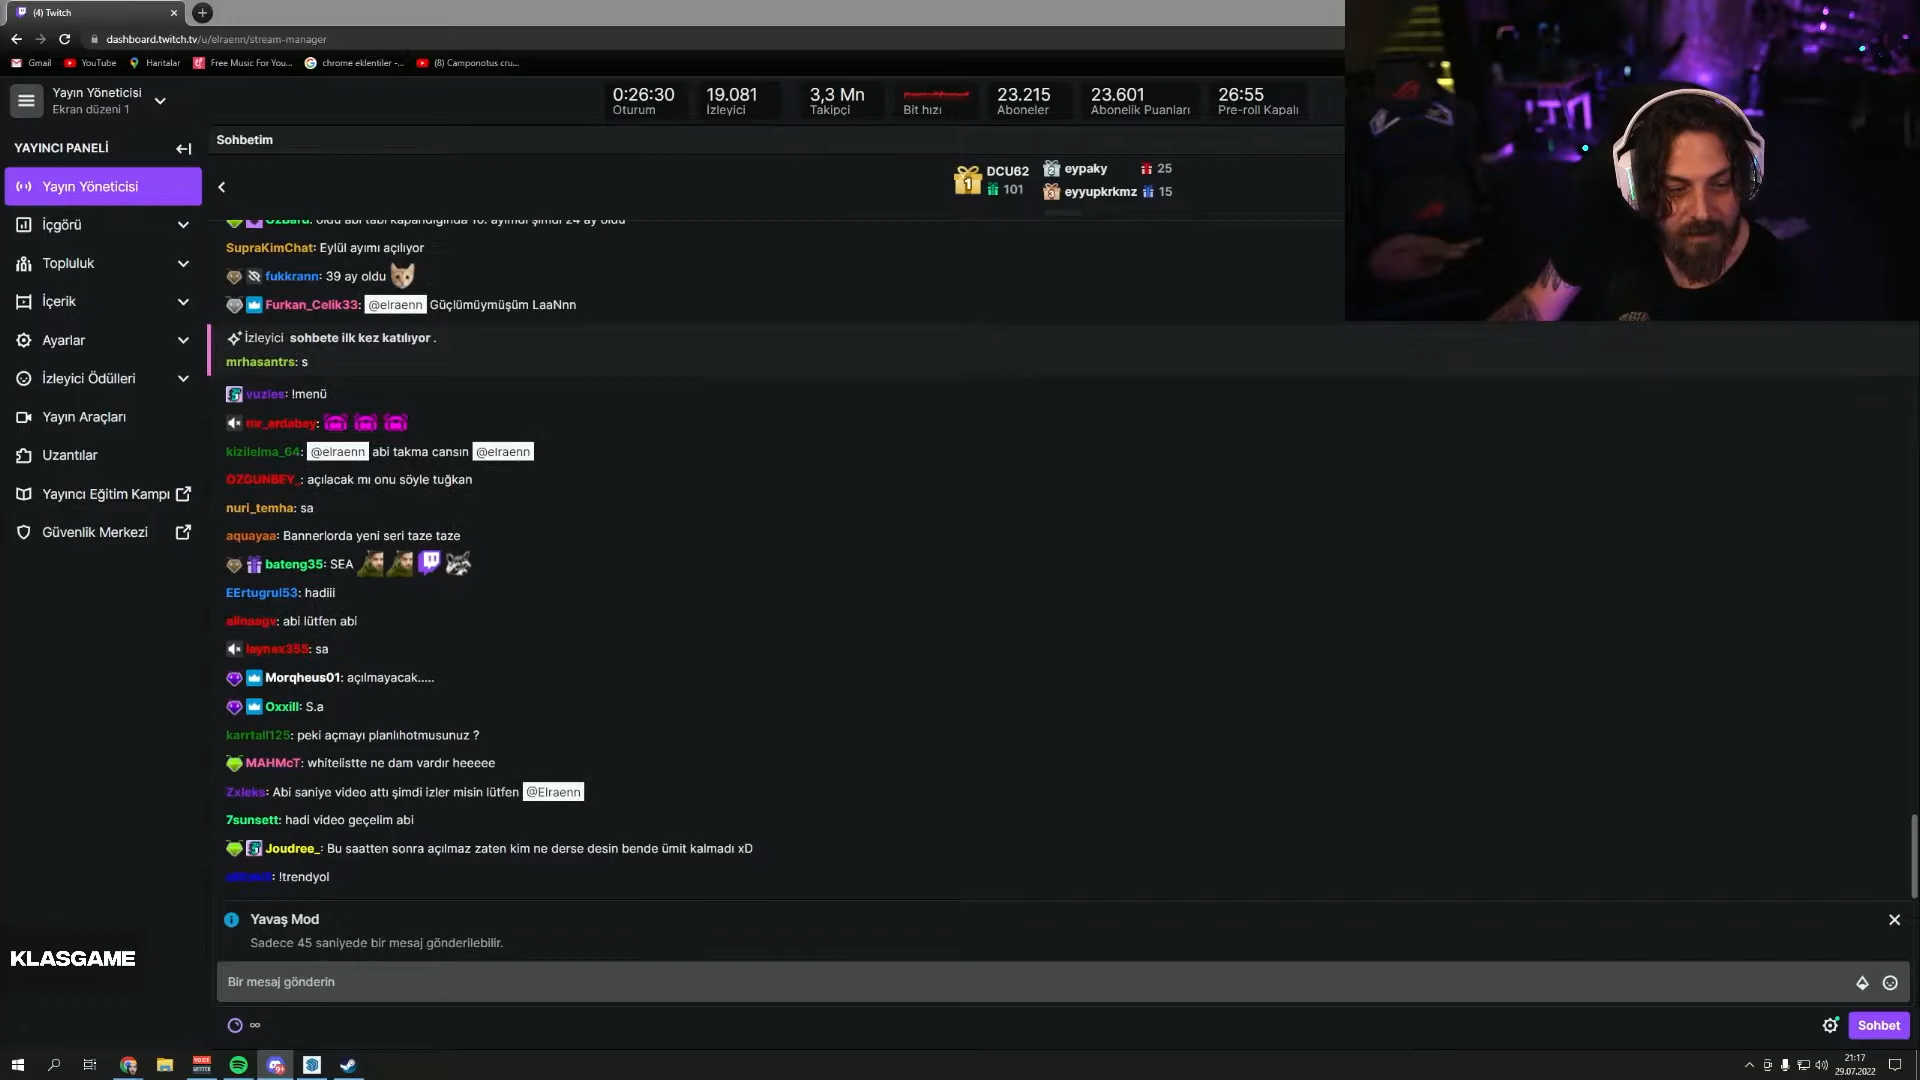 (4) Twitch
dashboard.twitch.tv/u/elraenn/stream-manager
Gmail YouTube Haritalar Free Music For You... chrome eklentiler -... (8) Camponotus cru...
Yayın Yöneticisi
Ekran düzeni 1
0:26:30 19.081 3,3 Mn 23.215 23.601 26:55
Oturum İzleyici Takipçi Bit hızı Aboneler Abonelik Puanları Pre-roll Kapalı
YAYINCI PANELİ
Yayın Yöneticisi
İçgörü
Topluluk
İçerik
Ayarlar
İzleyici Ödülleri
Yayın Araçları
Uzantılar
Yayıncı Eğitim Kampı
Güvenlik Merkezi
KLASGAME
Sohbetim
1 DCU62 101
2 eypaky 25
3 eyyupkrkmz 15
OzBaru: oldu abi tabi kapandığında 10. ayımdı şimdi 24 ay oldu
SupraKimChat: Eylül ayımı açılıyor
fukkrann: 39 ay oldu
Furkan_Celik33: @elraenn Güçlümüymüşüm LaaNnn
İzleyici sohbete ilk kez katılıyor .
mrhasantrs: s
vuzles: !menü
mr_ardabey:
kizilelma_64: @elraenn abi takma cansın @elraenn
OZGUNBEY_: açılacak mı onu söyle tuğkan
nuri_temha: sa
aquayaa: Bannerlorda yeni seri taze taze
bateng35: SEA
EErtugrul53: hadiii
alinaagv: abi lütfen abi
laynex355: sa
Morqheus01: açılmayacak.....
Oxxill: S.a
karrtall125: peki açmayı planlıhotmusunuz ?
MAHMcT: whitelistte ne dam vardır heeeee
Zxleks: Abi saniye video attı şimdi izler misin lütfen @Elraenn
7sunsett: hadi video geçelim abi
Joudree_: Bu saatten sonra açılmaz zaten kim ne derse desin bende ümit kalmadı xD
: !trendyol
Yavaş Mod
Sadece 45 saniyede bir mesaj gönderilebilir.
Bir mesaj gönderin
∞
Sohbet
21:17
29.07.2022